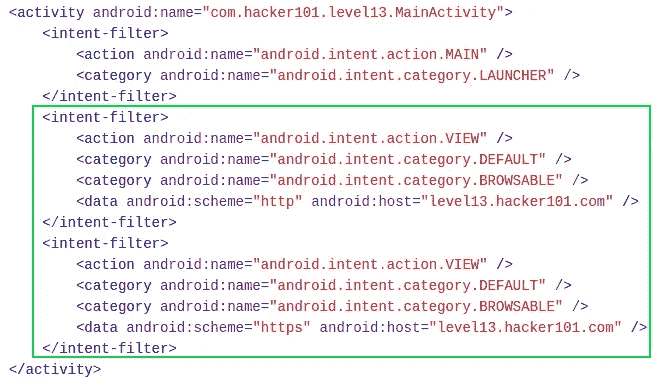 <activity android:name="com.hacker101.level13.MainActivity">
    <intent-filter>
        <action android:name="android.intent.action.MAIN" />
        <category android:name="android.intent.category.LAUNCHER" />
    </intent-filter>
    <intent-filter>
        <action android:name="android.intent.action.VIEW" />
        <category android:name="android.intent.category.DEFAULT" />
        <category android:name="android.intent.category.BROWSABLE" />
        <data android:scheme="http" android:host="level13.hacker101.com" />
    </intent-filter>
    <intent-filter>
        <action android:name="android.intent.action.VIEW" />
        <category android:name="android.intent.category.DEFAULT" />
        <category android:name="android.intent.category.BROWSABLE" />
        <data android:scheme="https" android:host="level13.hacker101.com" />
    </intent-filter>
</activity>